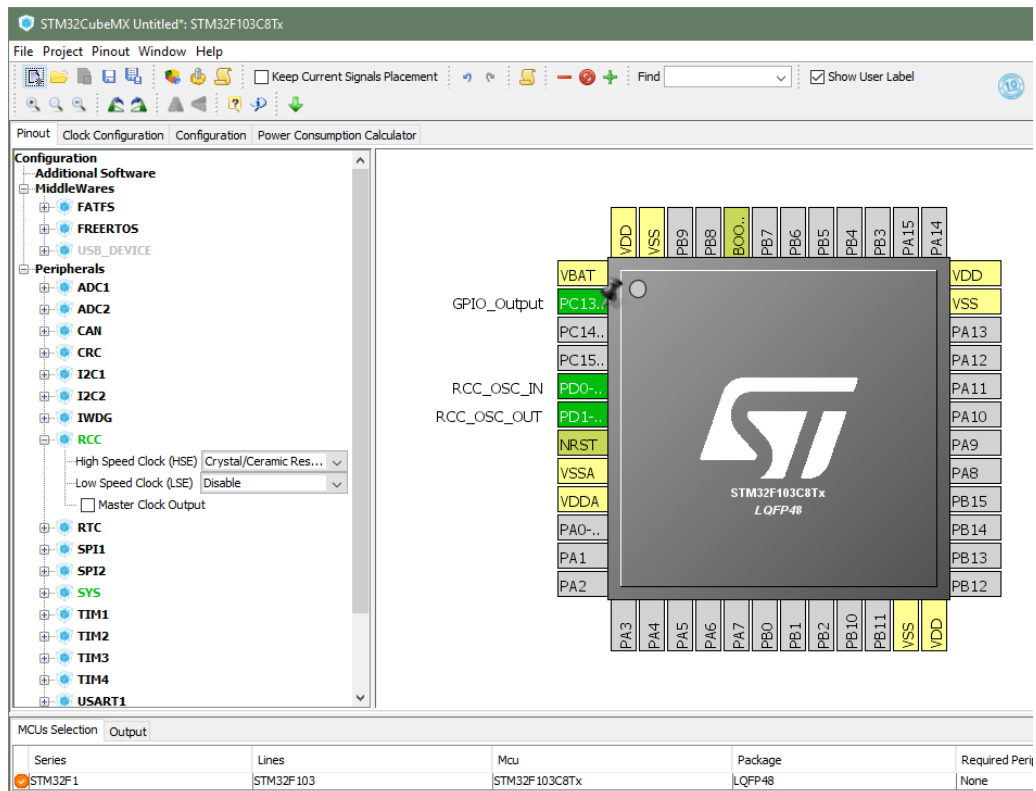 STM32CubeMX Untitled*: STM32F103C8Tx
File Project Pinout Window Help
Keep Current Signals Placement Find Show User Label
10
Pinout Clock Configuration Configuration Power Consumption Calculator
Configuration
Additional Software
MiddleWares
FATFS
FREERTOS
USB_DEVICE
Peripherals
ADC1
ADC2
CAN
CRC
I2C1
I2C2
IWDG
RCC
High Speed Clock (HSE) Crystal/Ceramic Res...
Low Speed Clock (LSE) Disable
Master Clock Output
RTC
SPI1
SPI2
SYS
TIM1
TIM2
TIM3
TIM4
USART1
VDD VSS PB9 PB8 BOO.. PB7 PB6 PB5 PB4 PB3 PA15 PA14
VBAT
GPIO_Output PC13..
PC14..
PC15..
RCC_OSC_IN PD0-..
RCC_OSC_OUT PD1-..
NRST
VSSA
VDDA
PA0-..
PA1
PA2
ST
STM32F103C8Tx
LQFP48
VDD
VSS
PA13
PA12
PA11
PA10
PA9
PA8
PB15
PB14
PB13
PB12
PA3 PA4 PA5 PA6 PA7 PB0 PB1 PB2 PB10 PB11 VSS VDD
MCUs Selection Output
Series Lines Mcu Package Required Peri
STM32F1 STM32F103 STM32F103C8Tx LQFP48 None